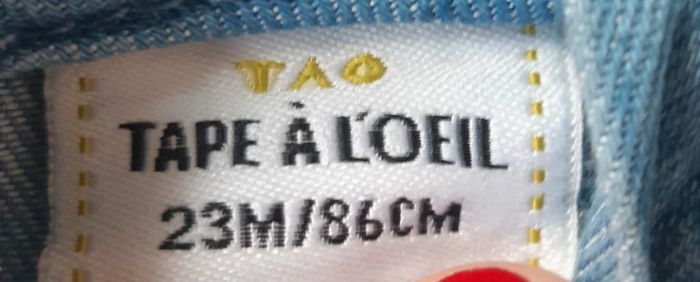 TAO
TAPE À L'OEIL
23M/86CM